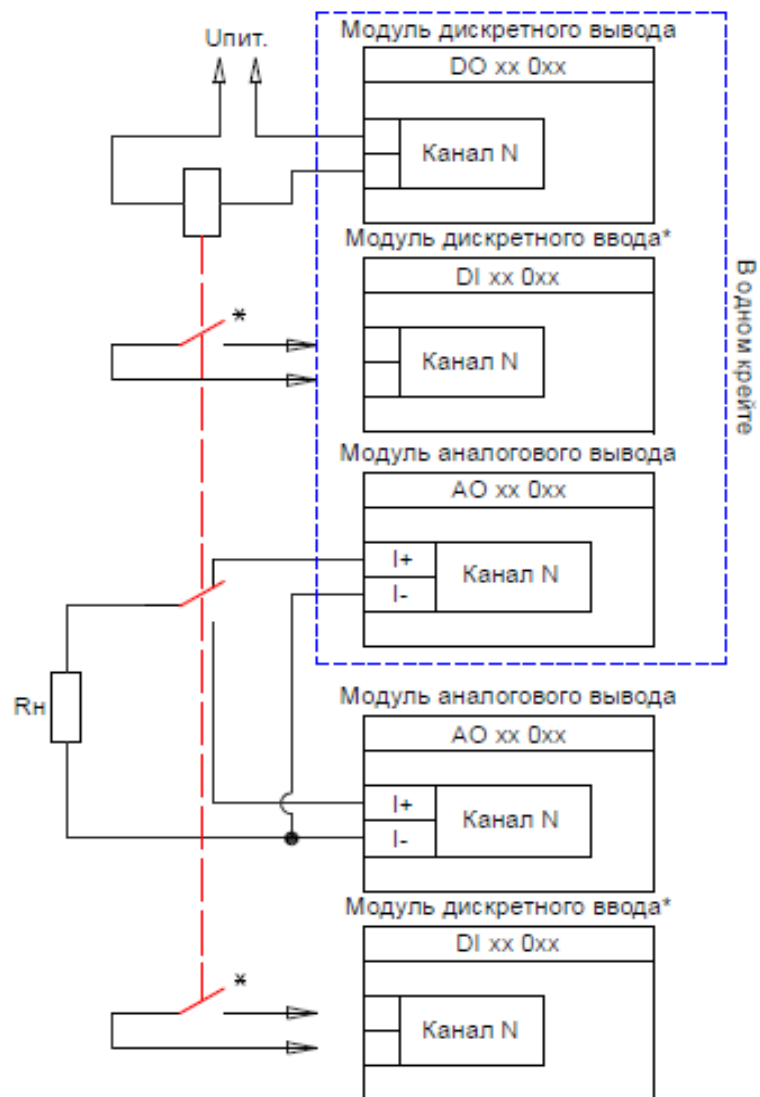 Uпит.
Модуль дискретного вывода
DO xx 0xx
Канал N
Модуль дискретного ввода*
DI xx 0xx
*
Канал N
В одном крейте
Модуль аналогового вывода
AO xx 0xx
I+
Канал N
I-
Rн
Модуль аналогового вывода
AO xx 0xx
I+
Канал N
I-
Модуль дискретного ввода*
DI xx 0xx
*
Канал N